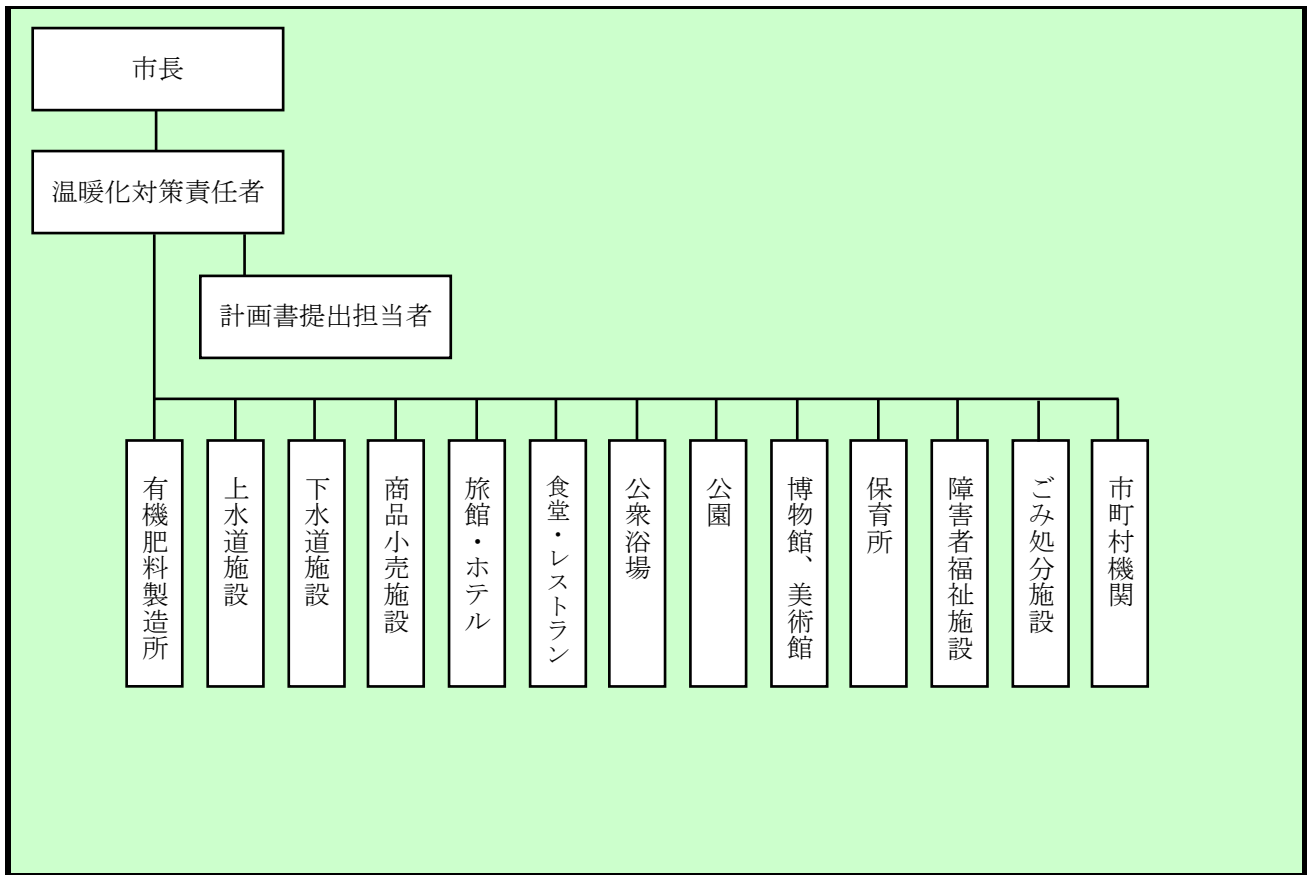 市長
温暖化対策責任者
計画書提出担当者
有機肥料製造所
上水道施設
下水道施設
商品小売施設
旅館・ホテル
食堂・レストラン
公衆浴場
公園
博物館、美術館
保育所
障害者福祉施設
ごみ処分施設
市町村機関